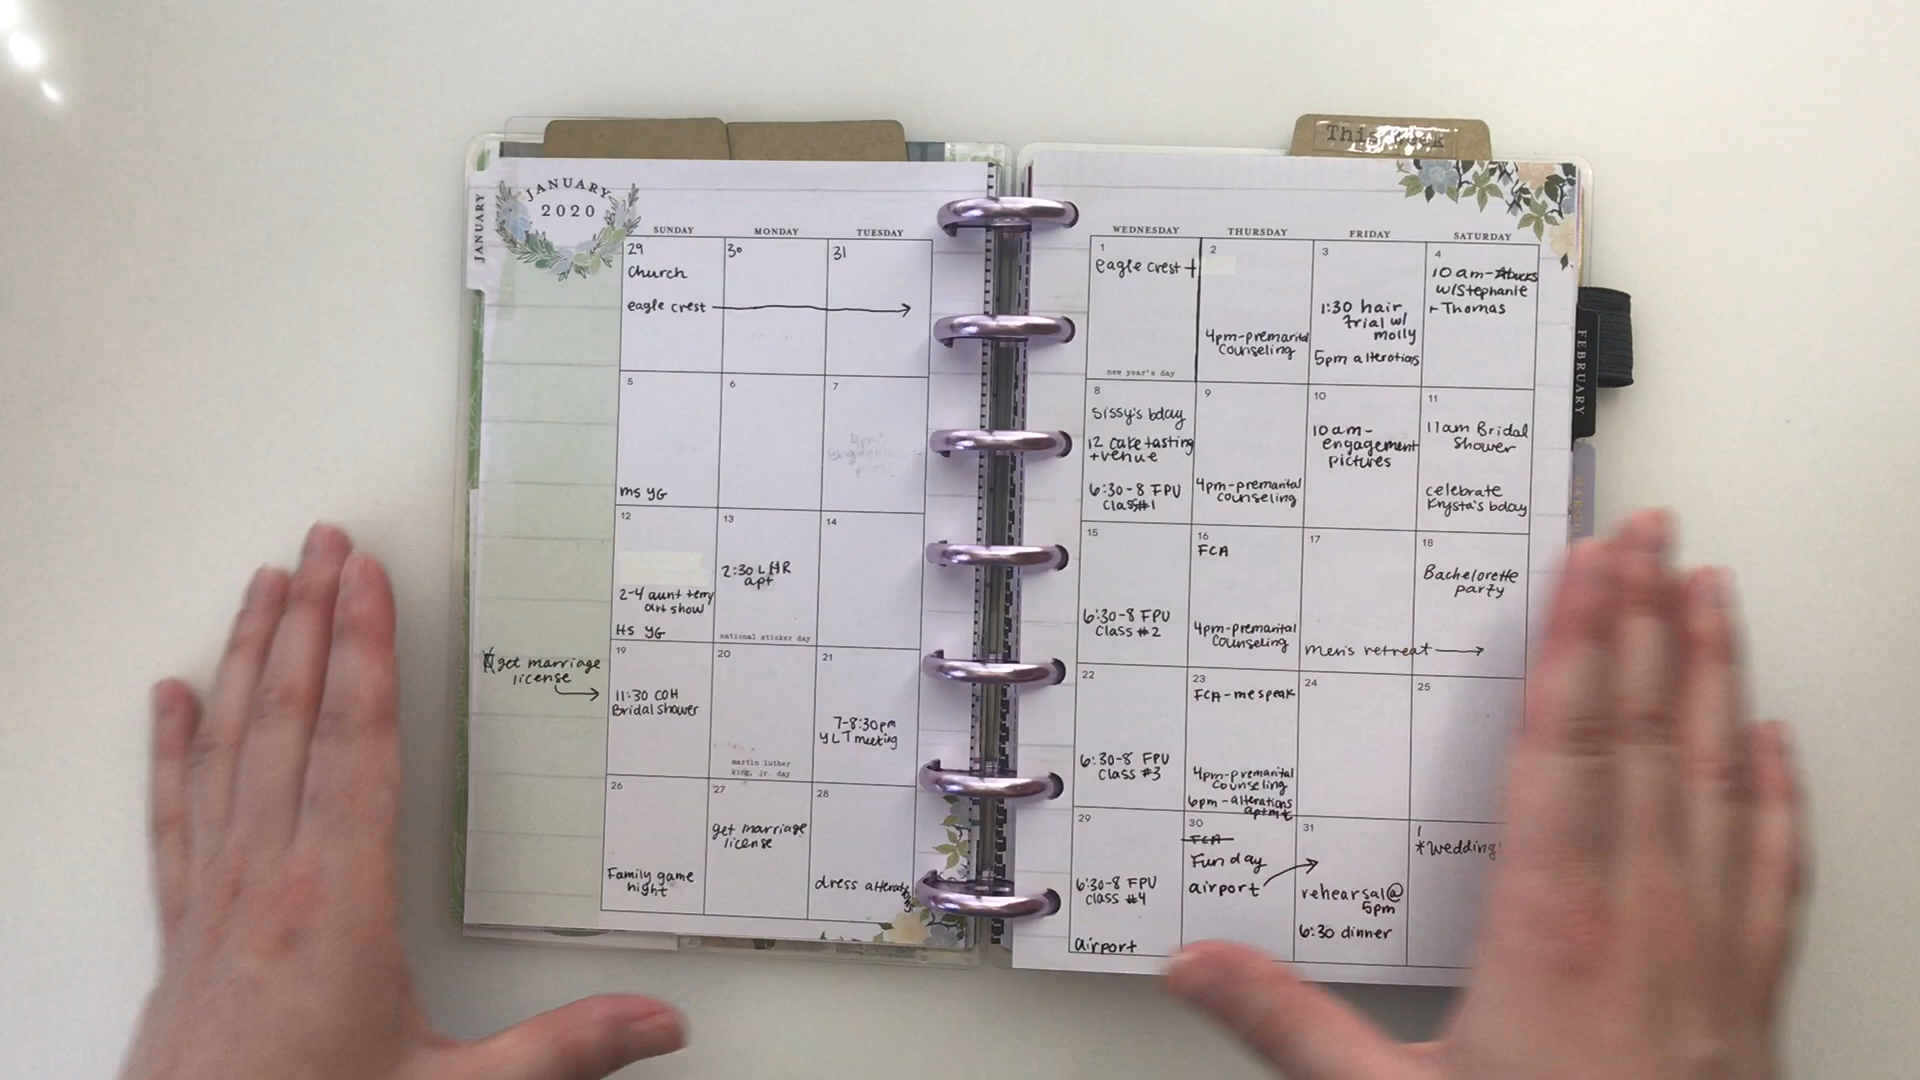 This Week
JANUARY
JANUARY
2020
SUNDAY MONDAY TUESDAY
WEDNESDAY THURSDAY FRIDAY SATURDAY
29
church
eagle crest
30
31
1
eagle crest
new year's day
2
4pm-premarital
counseling
3
1:30 hair
trial w/
molly
5pm alterations
4
10 am-
w/Stephanie
+ Thomas
5
ms YG
6
7
8
sissy's bday
12 cake tasting
+venue
6:30-8 FPU
Class#1
9
4pm-premarital
counseling
10
10 am-
engagement
pictures
11
11am Bridal
Shower
celebrate
Krysta's bday
12
2-4 aunt terry
art show
HS YG
13
2:30 LHR
apt
national sticker day
14
15
6:30-8 FPU
Class #2
16
FCA
4pm-premarital
Counseling
17
men's retreat
18
Bachelorette
party
get marriage
license
19
11:30 COH
Bridal shower
20
martin luther
king, jr. day
21
7-8:30pm
YLT meeting
22
6:30-8 FPU
Class #3
23
FCA-me speak
4pm-premarital
Counseling
6pm-alterations
aptmt
24
25
26
Family game
night
27
get marriage
license
28
dress alterations
29
6:30-8 FPU
Class #4
airport
30
FCA
Fun day
airport
31
rehearsal@
5pm
6:30 dinner
1
*wedding
FEBRUARY